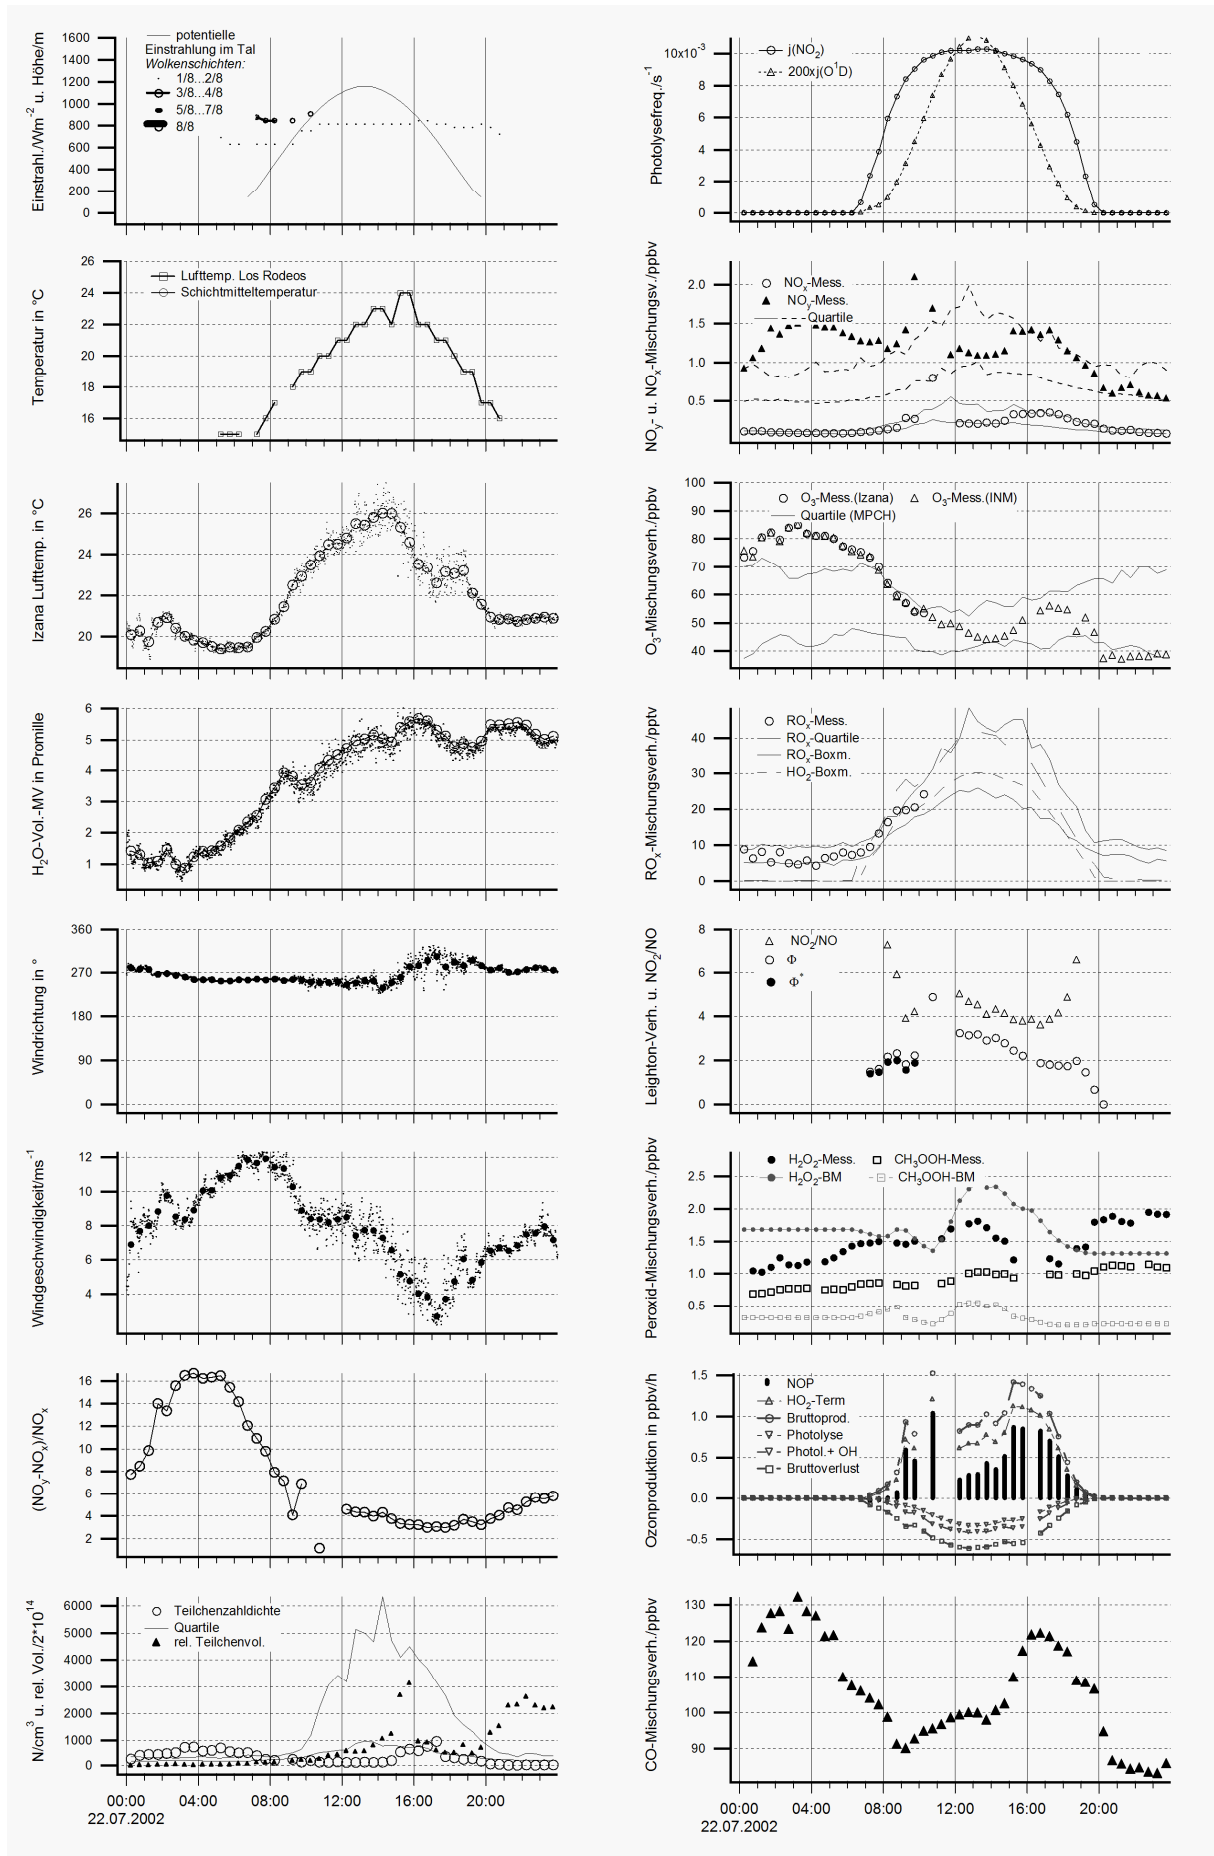 Einstrahl./Wm⁻² u. Höhe/m
1600
1400
1200
1000
800
600
400
200
0
potentielle
Einstrahlung im Tal
Wolkenschichten:
1/8...2/8
3/8...4/8
5/8...7/8
8/8
Temperatur in °C
26
24
22
20
18
16
Lufttemp. Los Rodeos
Schichtmitteltemperatur
Izana Lufttemp. in °C
26
24
22
20
H₂O-Vol.-MV in Promille
6
5
4
3
2
1
Windrichtung in °
360
270
180
90
0
Windgeschwindigkeit/ms⁻¹
12
10
8
6
4
(NOy-NOx)/NOx
16
14
12
10
8
6
4
2
N/cm³ u. rel. Vol./2*10¹⁴
6000
5000
4000
3000
2000
1000
0
Teilchenzahldichte
Quartile
rel. Teilchenvol.
00:00 04:00 08:00 12:00 16:00 20:00
22.07.2002
Photolysefreq./s⁻¹
10x10⁻³
8
6
4
2
0
j(NO₂)
200xj(O¹D)
NOy- u. NOx-Mischungsv./ppbv
2.0
1.5
1.0
0.5
NOx-Mess.
NOy-Mess.
Quartile
O₃-Mischungsverh./ppbv
100
90
80
70
60
50
40
O₃-Mess.(Izana) O₃-Mess.(INM)
Quartile (MPCH)
ROx-Mischungsverh./pptv
40
30
20
10
0
ROx-Mess.
ROx-Quartile
ROx-Boxm.
HO₂-Boxm.
Leighton-Verh. u. NO₂/NO
8
6
4
2
0
NO₂/NO
Φ
Φ*
Peroxid-Mischungsverh./ppbv
2.5
2.0
1.5
1.0
0.5
H₂O₂-Mess. CH₃OOH-Mess.
H₂O₂-BM CH₃OOH-BM
Ozonproduktion in ppbv/h
1.5
1.0
0.5
0.0
-0.5
NOP
HO₂-Term
Bruttoprod.
Photolyse
Photol.+ OH
Bruttoverlust
CO-Mischungsverh./ppbv
130
120
110
100
90
00:00 04:00 08:00 12:00 16:00 20:00
22.07.2002